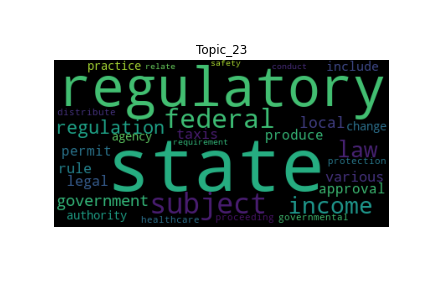 Topic_23
practice relate safety conduct include
regulatory
distribute federal local change
regulation agency taxis produce
requirement
permit state law protection
rule various
legal approval
government subject income
authority healthcare proceeding governmental